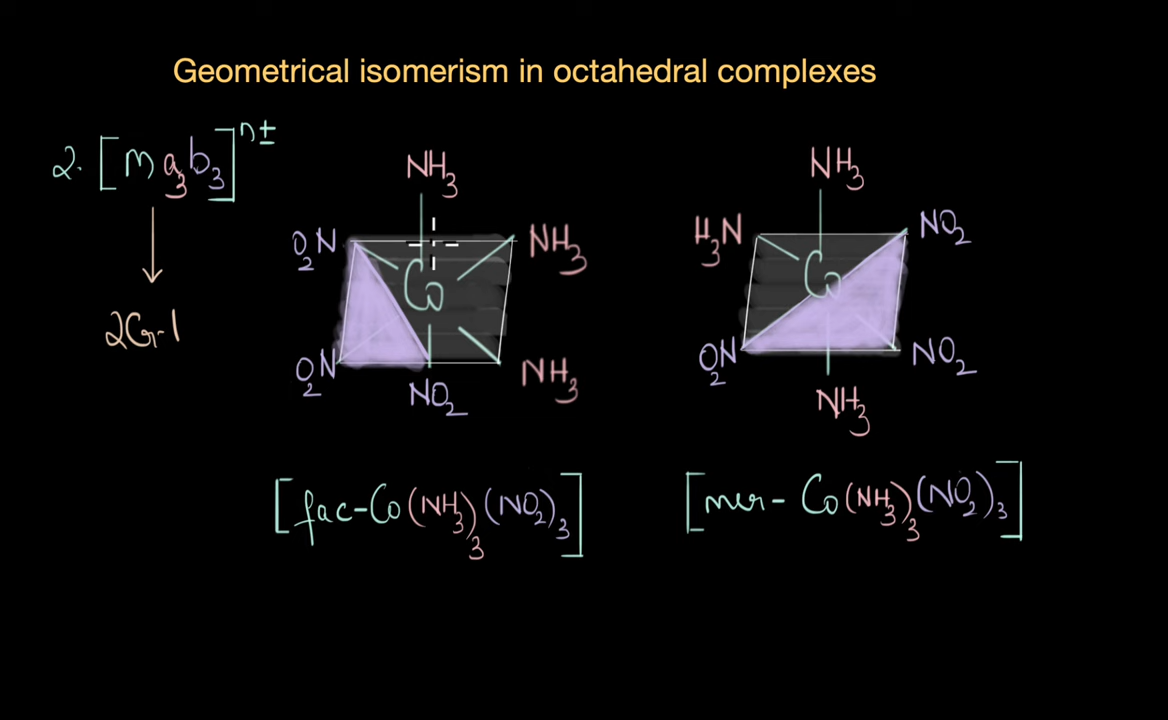 Geometrical isomerism in octahedral complexes
2. [Ma₃b₃]ⁿ±
2G.I
NH₃
O₂N
NH₃
Co
O₂N
NO₂
NH₃
[fac-Co(NH₃)₃(NO₂)₃]
NH₃
H₃N
NO₂
Co
O₂N
NO₂
NH₃
[mer-Co(NH₃)₃(NO₂)₃]